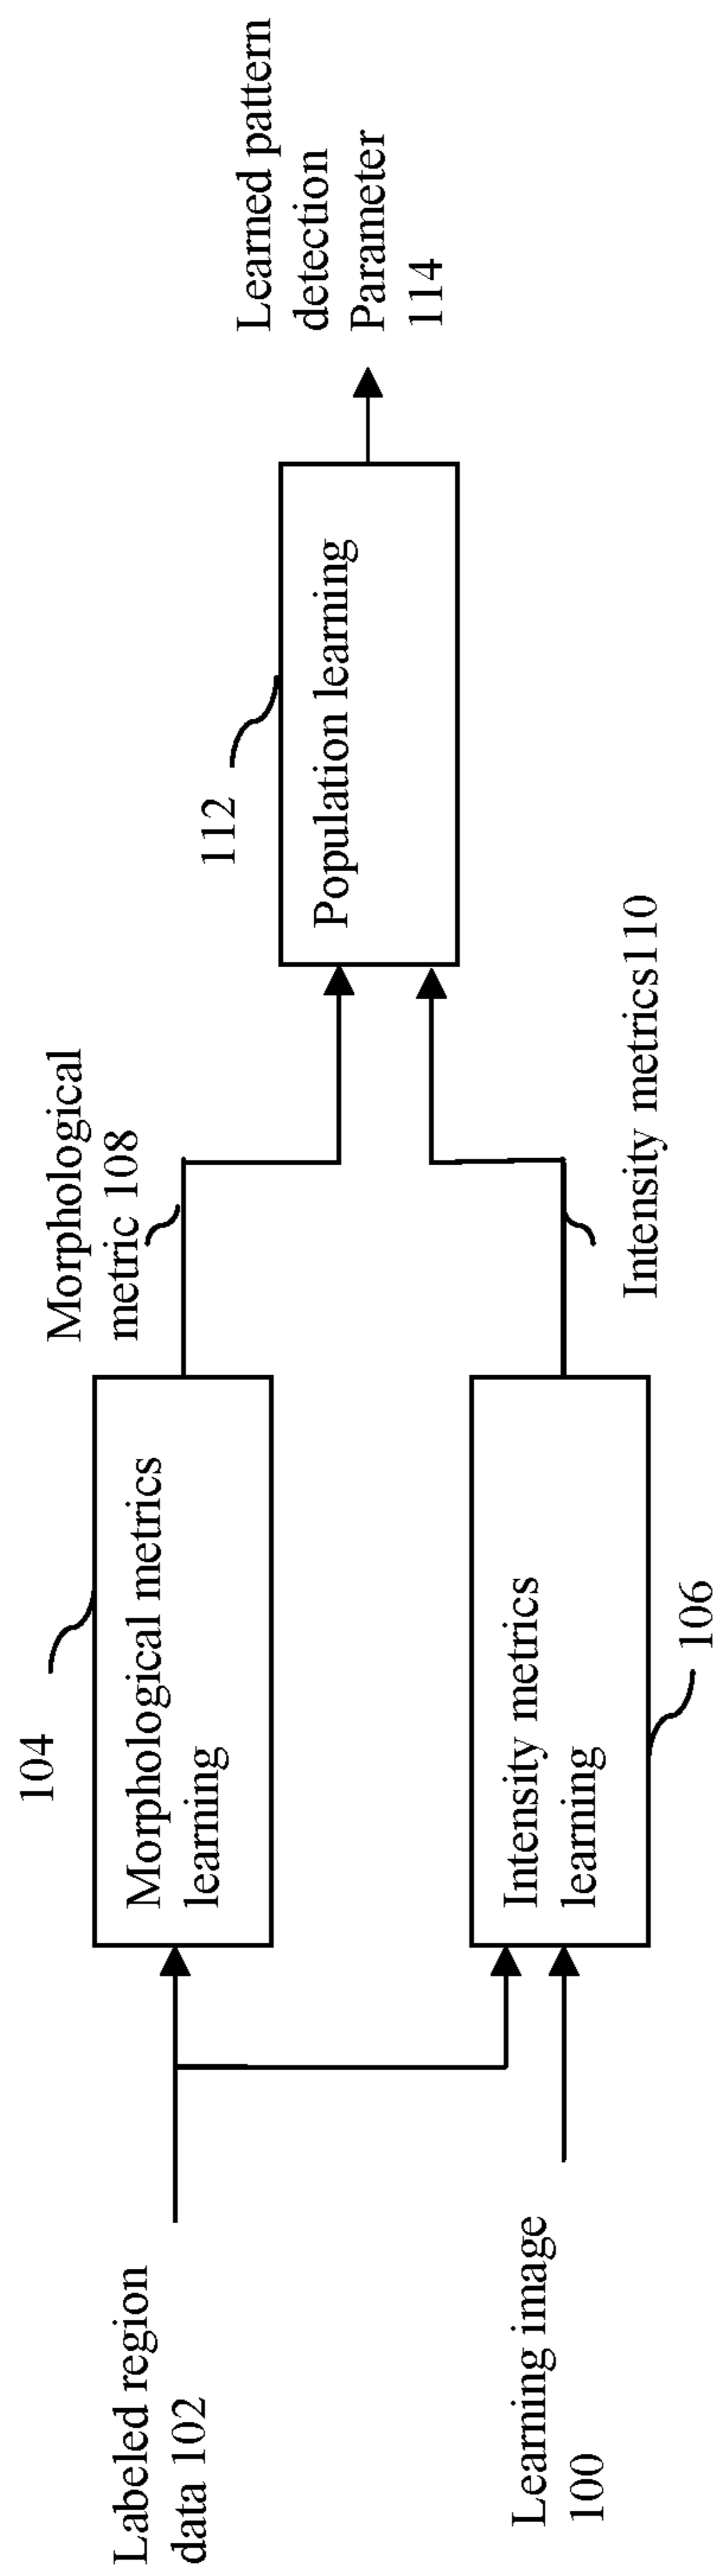 Labeled region
data 102
Learning image
100
104
Morphological metrics
learning
Intensity metrics
learning
106
Morphological
metric 108
Intensity metrics110
112
Population learning
Learned pattern
detection
Parameter
114